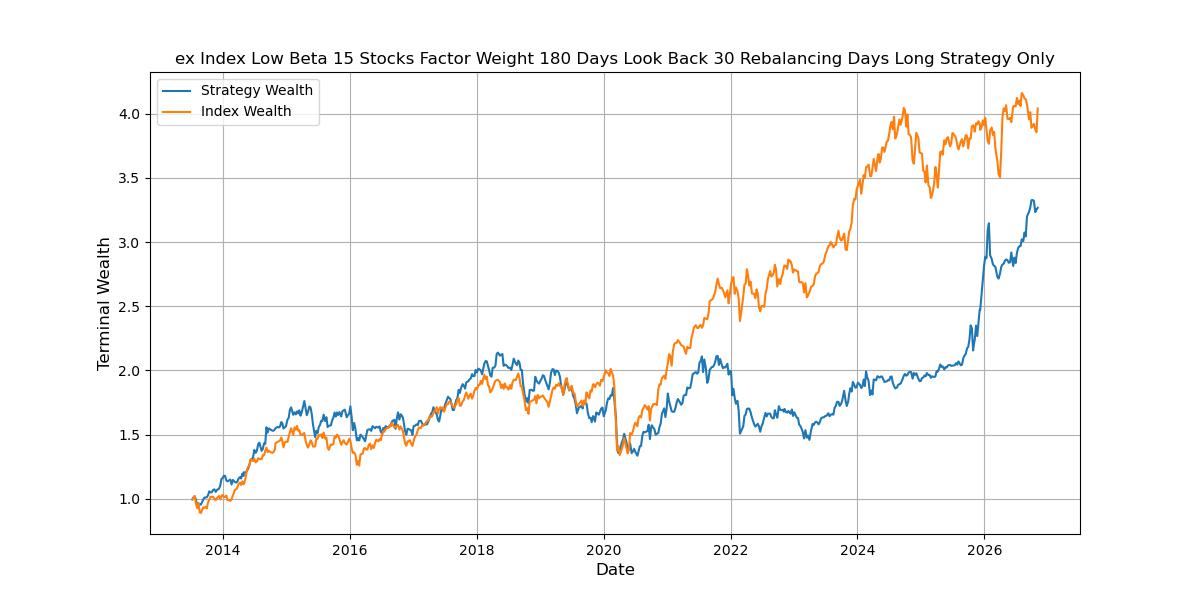 ex Index Low Beta 15 Stocks Factor Weight 180 Days Look Back 30 Rebalancing Days Long Strategy Only
Strategy Wealth
Index Wealth
Terminal Wealth
4.0
3.5
3.0
2.5
2.0
1.5
1.0
2014 2016 2018 2020 2022 2024 2026
Date